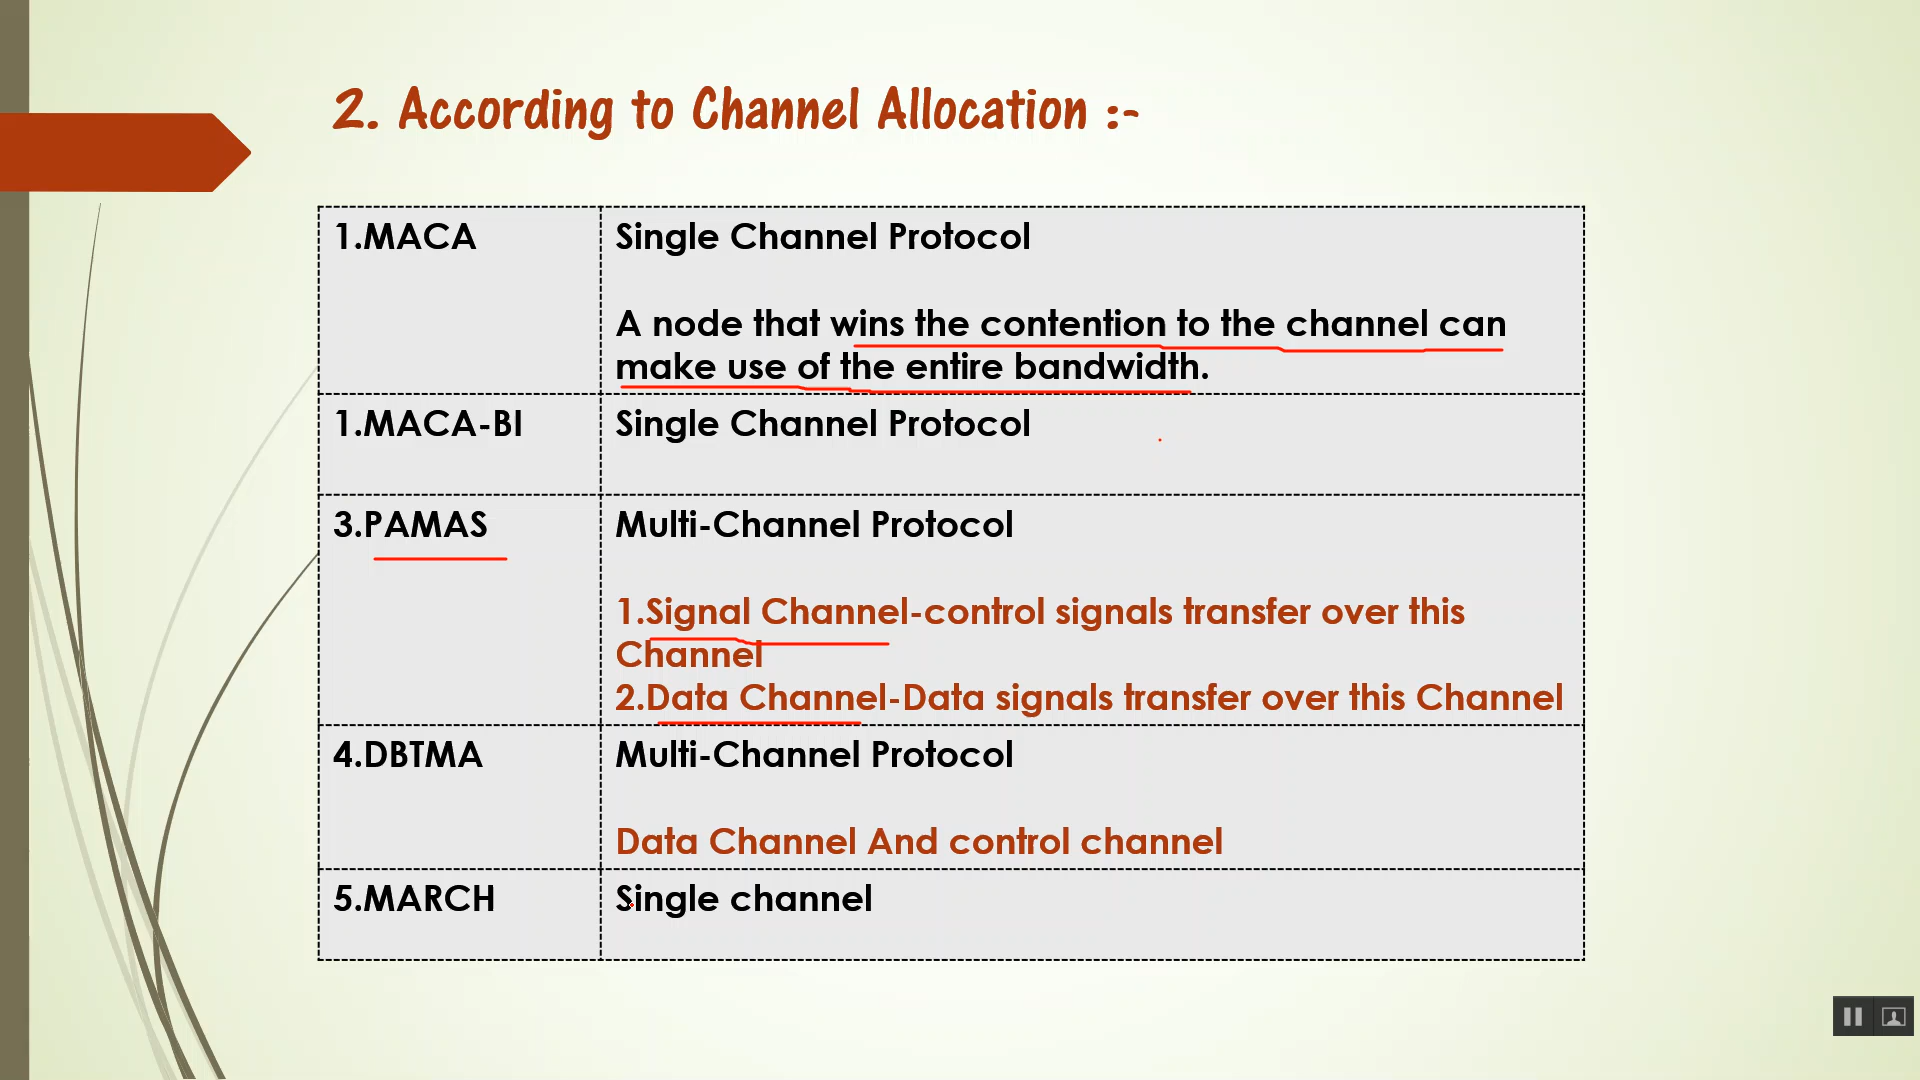 2. According to Channel Allocation :-
1.MACA
Single Channel Protocol
A node that wins the contention to the channel can
make use of the entire bandwidth.
1.MACA-BI
Single Channel Protocol
3.PAMAS
Multi-Channel Protocol
1.Signal Channel-control signals transfer over this
Channel
2.Data Channel-Data signals transfer over this Channel
4.DBTMA
Multi-Channel Protocol
Data Channel And control channel
5.MARCH
Single channel